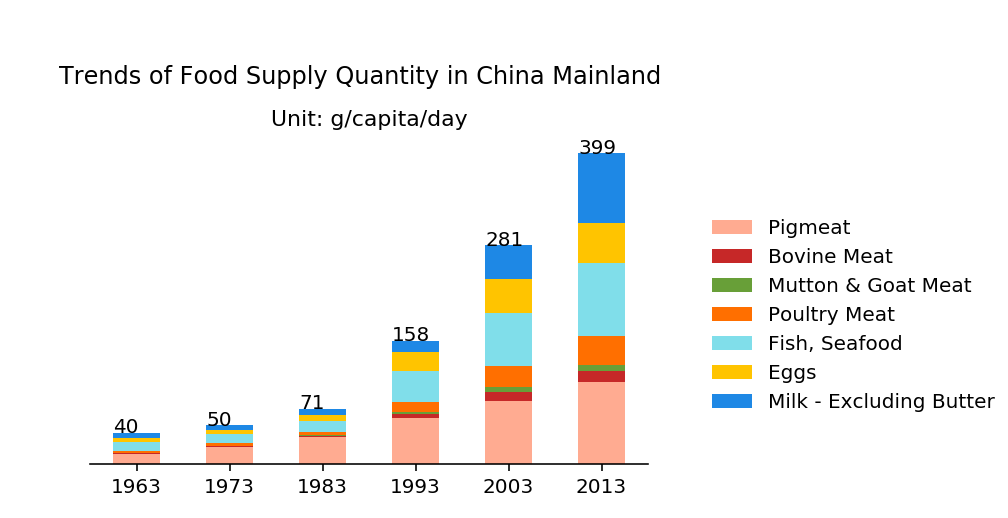 Trends of Food Supply Quantity in China Mainland
Unit: g/capita/day
399
281
158
71
50
40
Pigmeat
Bovine Meat
Mutton & Goat Meat
Poultry Meat
Fish, Seafood
Eggs
Milk - Excluding Butter
1963 1973 1983 1993 2003 2013